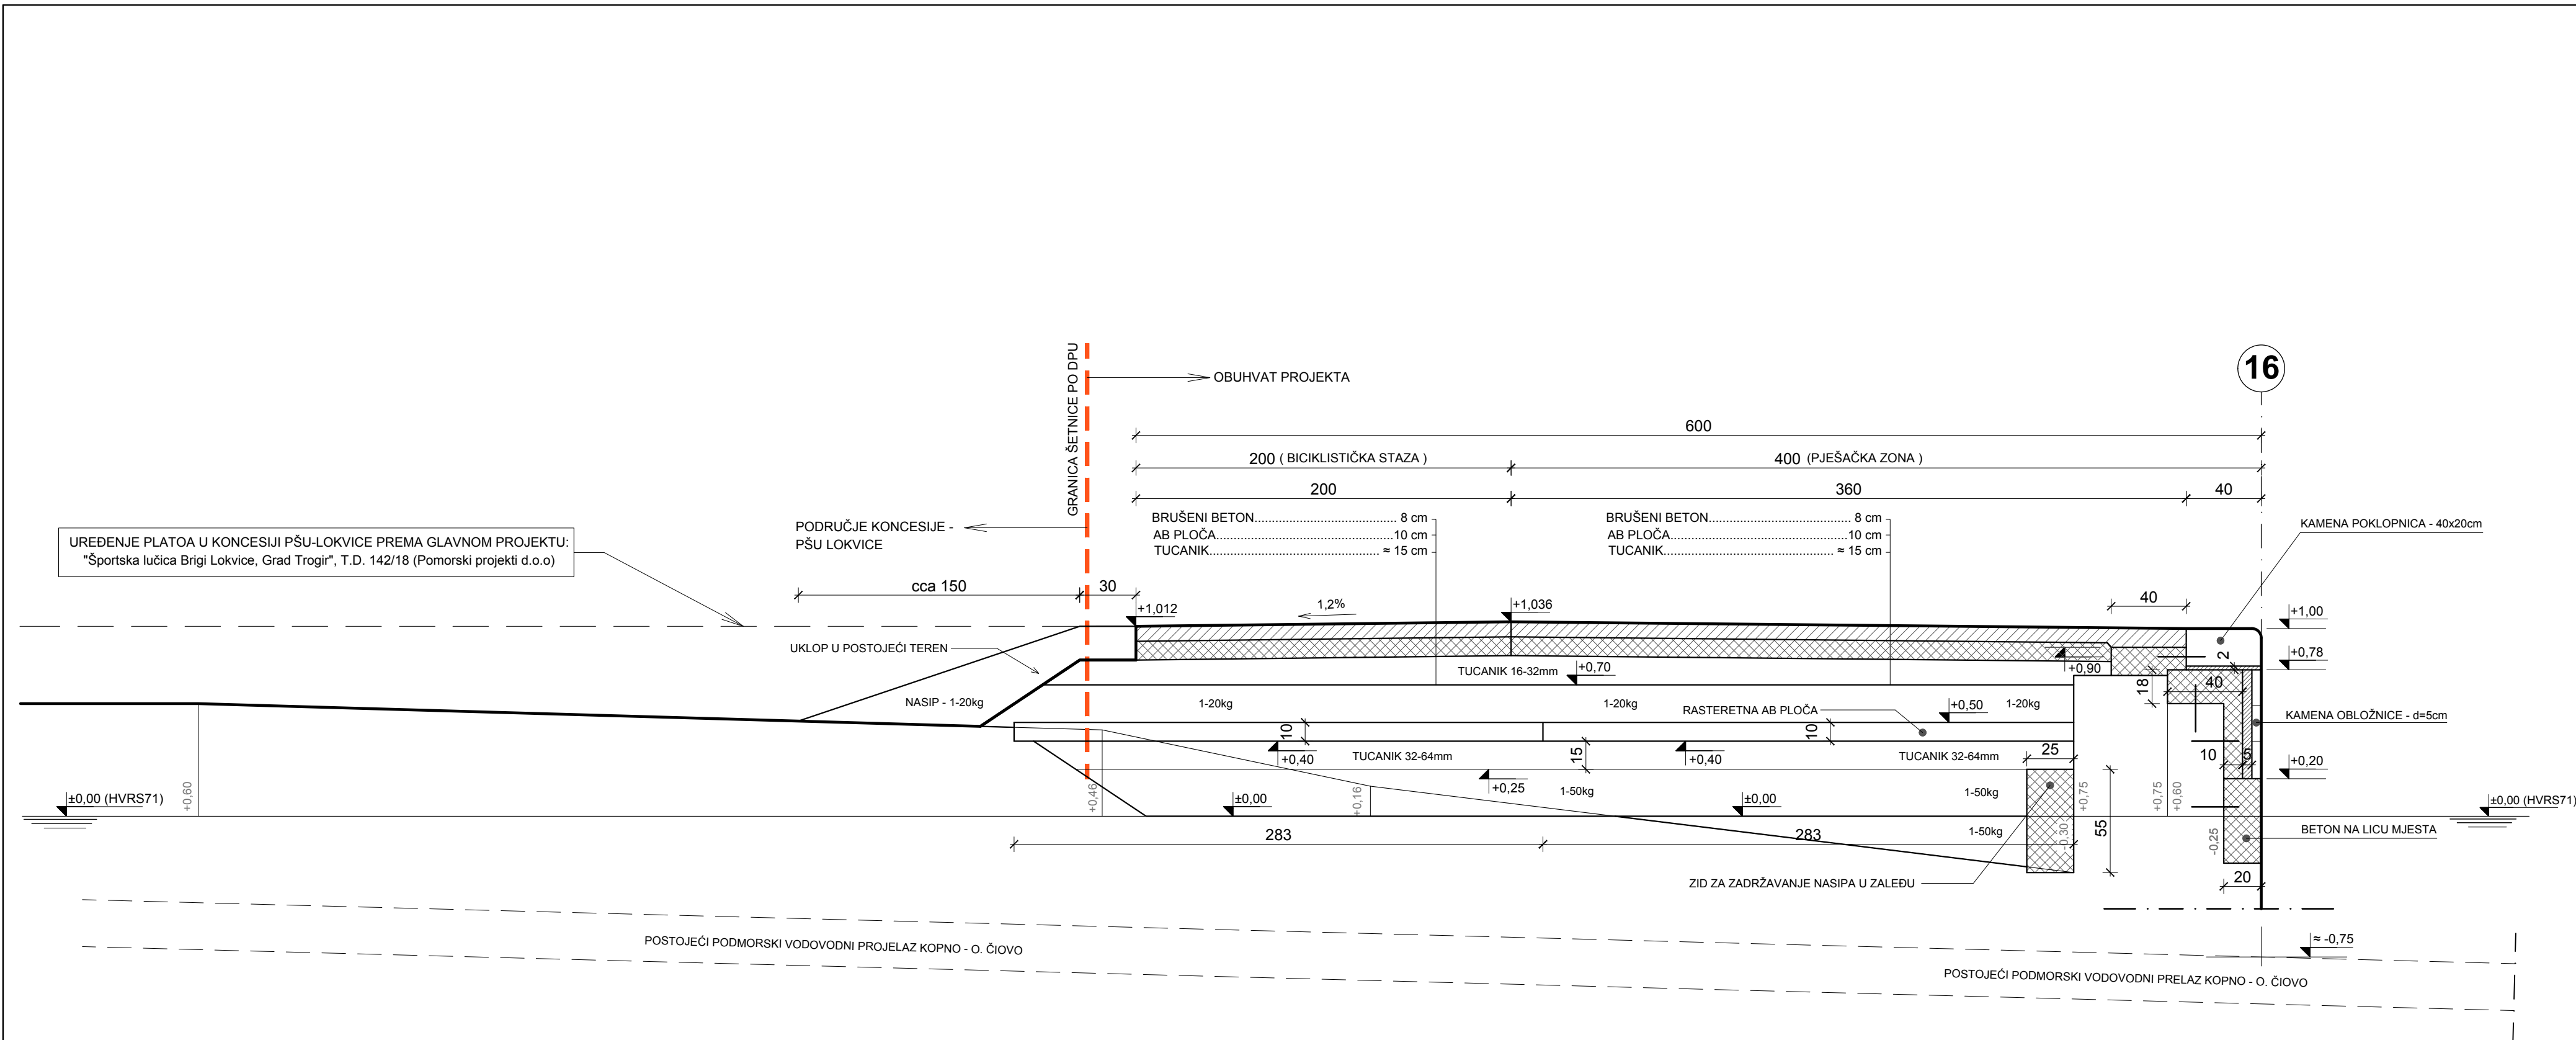 GRANICA ŠETNICE PO DPU
OBUHVAT PROJEKTA
16
600
200 ( BICIKLISTIČKA STAZA )
400 (PJEŠAČKA ZONA )
200
360
40
PODRUČJE KONCESIJE -
PŠU LOKVICE
BRUŠENI BETON......................................... 8 cm
AB PLOČA...................................................10 cm
TUCANIK................................................. ≈ 15 cm
BRUŠENI BETON......................................... 8 cm
AB PLOČA...................................................10 cm
TUCANIK................................................. ≈ 15 cm
KAMENA POKLOPNICA - 40x20cm
UREĐENJE PLATOA U KONCESIJI PŠU-LOKVICE PREMA GLAVNOM PROJEKTU:
"Športska lučica Brigi Lokvice, Grad Trogir", T.D. 142/18 (Pomorski projekti d.o.o)
cca 150
30
+1,012
1,2%
+1,036
40
+1,00
UKLOP U POSTOJEĆI TEREN
TUCANIK 16-32mm
+0,70
+0,90
2
+0,78
NASIP - 1-20kg
1-20kg
1-20kg
RASTERETNA AB PLOČA
+0,50
1-20kg
18
40
KAMENA OBLOŽNICE - d=5cm
10
10
+0,40
TUCANIK 32-64mm
15
+0,40
TUCANIK 32-64mm
25
10
5
+0,20
±0,00 (HVRS71)
+0,60
+0,46
±0,00
+0,16
+0,25
1-50kg
±0,00
1-50kg
+0,75
+0,75
+0,60
±0,00 (HVRS71)
283
283
1-50kg
-0,30
55
-0,25
BETON NA LICU MJESTA
ZID ZA ZADRŽAVANJE NASIPA U ZALEĐU
20
POSTOJEĆI PODMORSKI VODOVODNI PROJELAZ KOPNO - O. ČIOVO
≈ -0,75
POSTOJEĆI PODMORSKI VODOVODNI PRELAZ KOPNO - O. ČIOVO